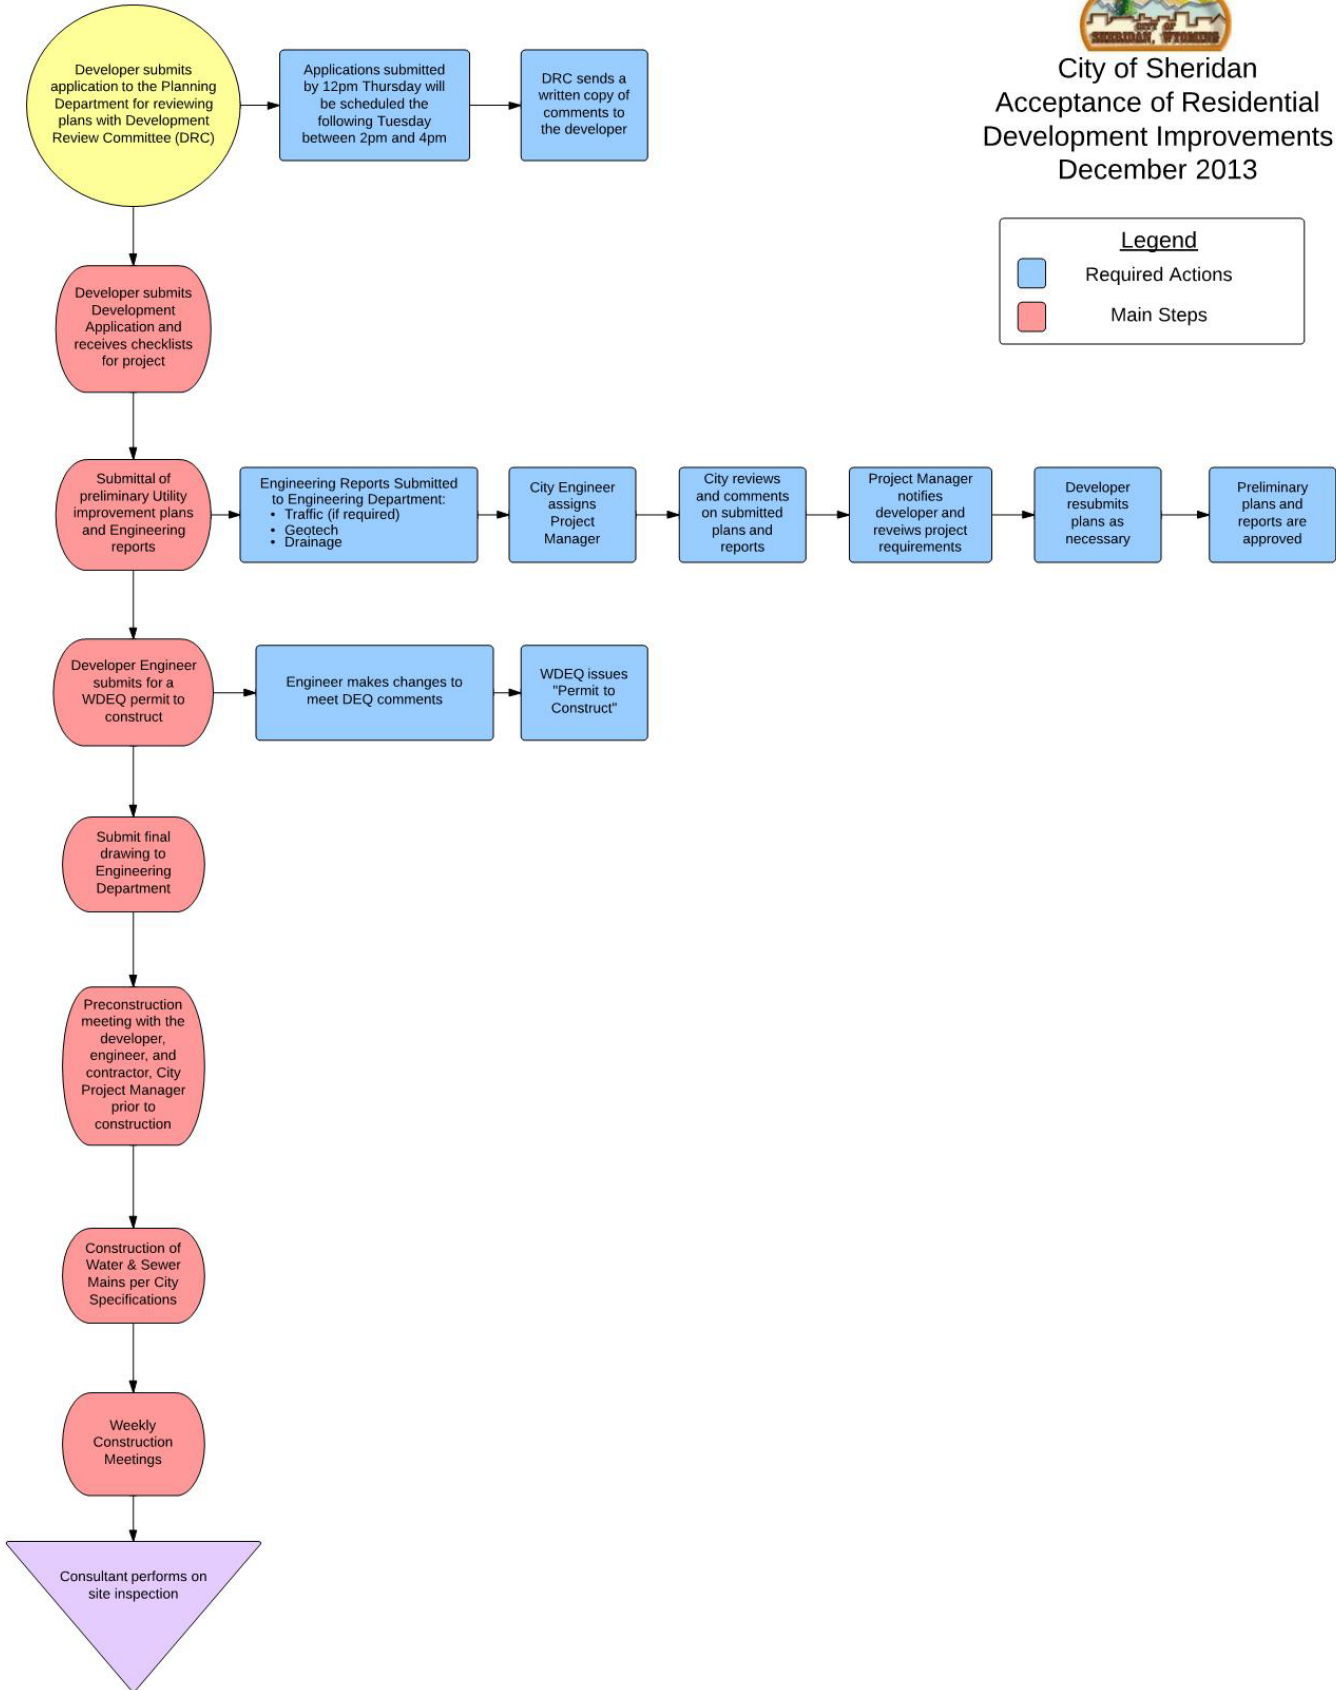 CITY OF
SHERIDAN, WYOMING
City of Sheridan
Acceptance of Residential
Development Improvements
December 2013
Legend
Required Actions
Main Steps
Developer submits
application to the Planning
Department for reviewing
plans with Development
Review Committee (DRC)
Applications submitted
by 12pm Thursday will
be scheduled the
following Tuesday
between 2pm and 4pm
DRC sends a
written copy of
comments to
the developer
Developer submits
Development
Application and
receives checklists
for project
Submittal of
preliminary Utility
improvement plans
and Engineering
reports
Engineering Reports Submitted
to Engineering Department:
• Traffic (if required)
• Geotech
• Drainage
City Engineer
assigns
Project
Manager
City reviews
and comments
on submitted
plans and
reports
Project Manager
notifies
developer and
reveiws project
requirements
Developer
resubmits
plans as
necessary
Preliminary
plans and
reports are
approved
Developer Engineer
submits for a
WDEQ permit to
construct
Engineer makes changes to
meet DEQ comments
WDEQ issues
"Permit to
Construct"
Submit final
drawing to
Engineering
Department
Preconstruction
meeting with the
developer,
engineer, and
contractor, City
Project Manager
prior to
construction
Construction of
Water & Sewer
Mains per City
Specifications
Weekly
Construction
Meetings
Consultant performs on
site inspection